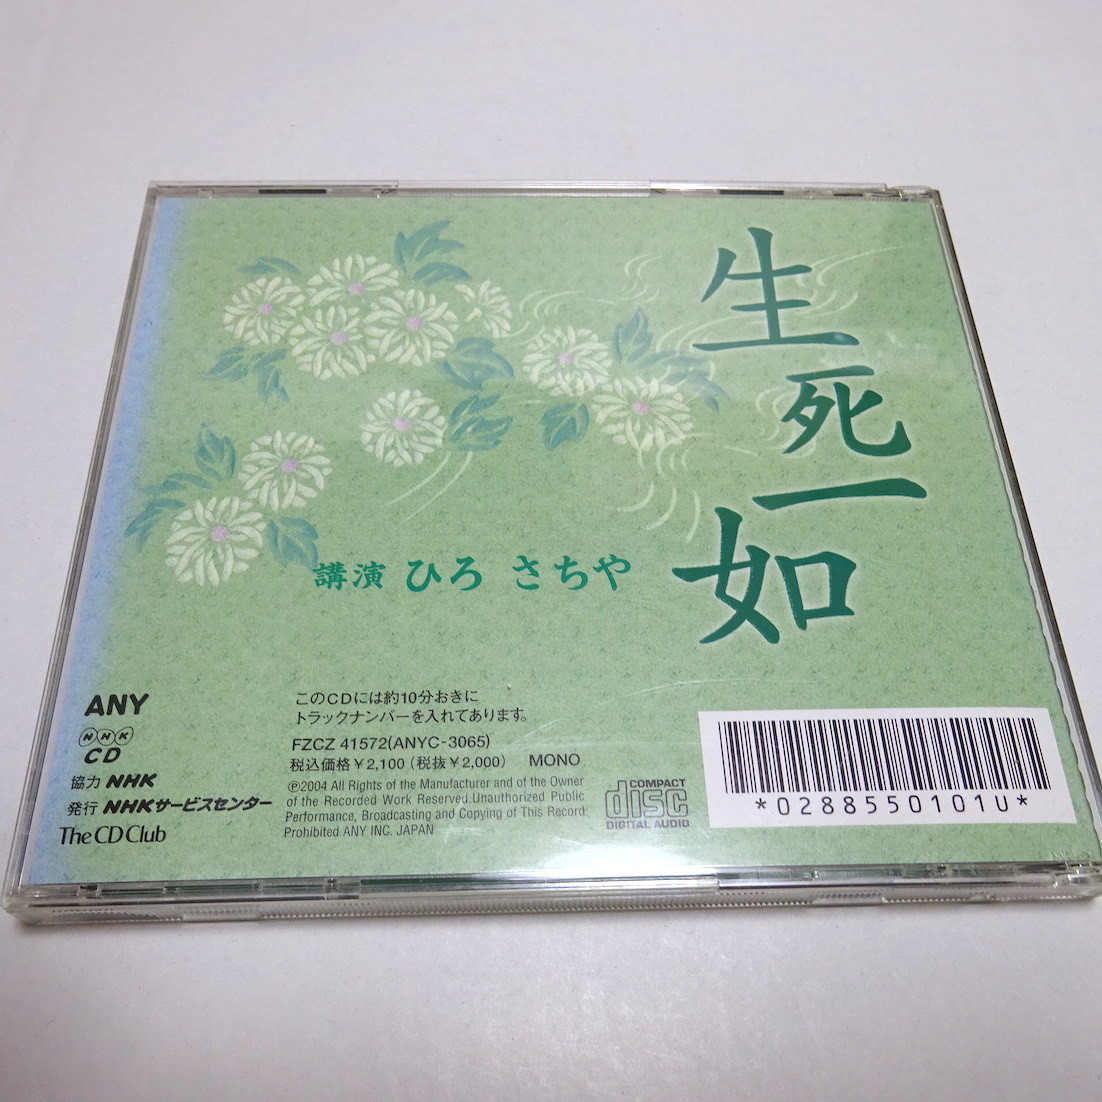 生死一如
講演 ひろ さちや
ANY
NHK
CD
協力 NHK
発行 NHKサービスセンター
The CD Club
このCDには約10分おきに
トラックナンバーを入れてあります。
FZCZ 41572(ANYC-3065)
税込価格￥2,100（税抜￥2,000） MONO
℗2004 All Rights of the Manufacturer and of the Owner
of the Recorded Work Reserved.Unauthorized Public
Performance, Broadcasting and Copying of This Record
Prohibited ANY INC. JAPAN
COMPACT
disc
DIGITAL AUDIO
*0288550101U*